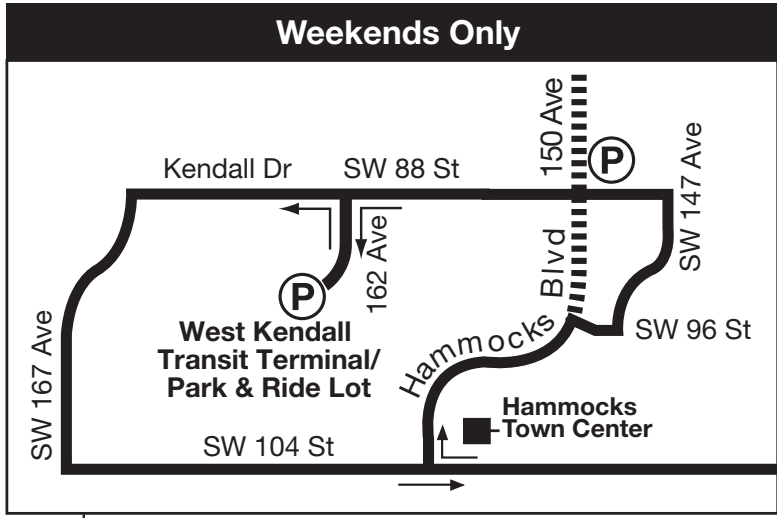 Weekends Only
Kendall Dr
SW 88 St
150 Ave
P
SW 147 Ave
162 Ave
Hammocks Blvd
P
West Kendall
Transit Terminal/
Park & Ride Lot
SW 96 St
SW 167 Ave
Hammocks
Town Center
SW 104 St